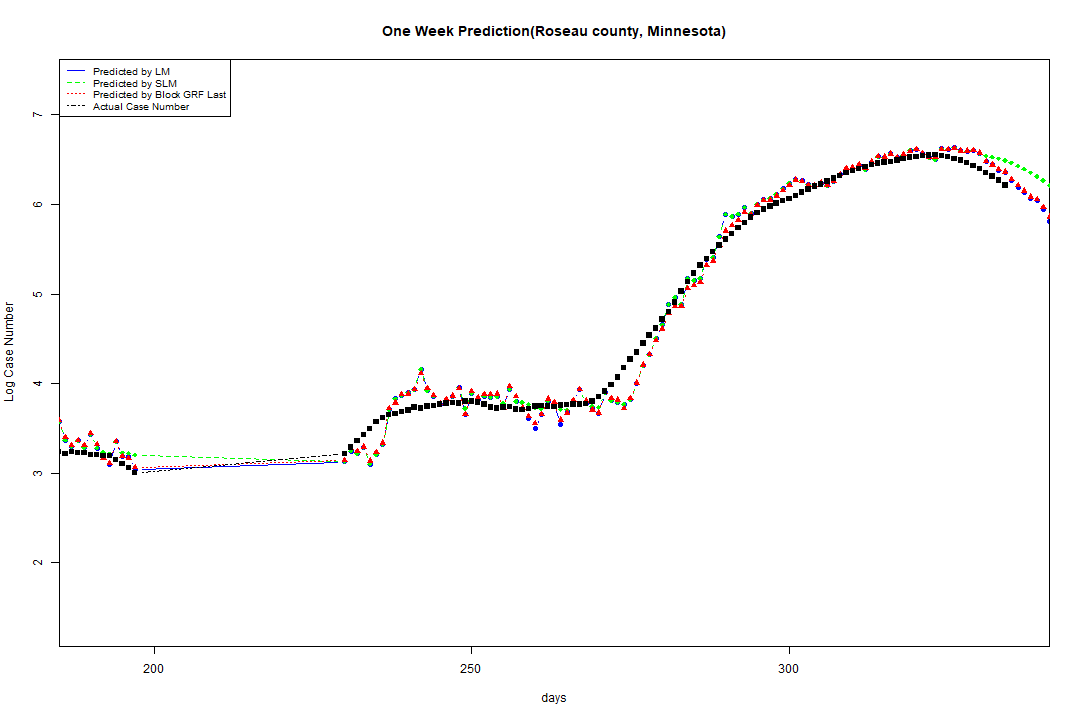 One Week Prediction(Roseau county, Minnesota)
Predicted by LM
Predicted by SLM
Predicted by Block GRF Last
Actual Case Number
7
6
5
4
3
2
Log Case Number
200 250 300
days